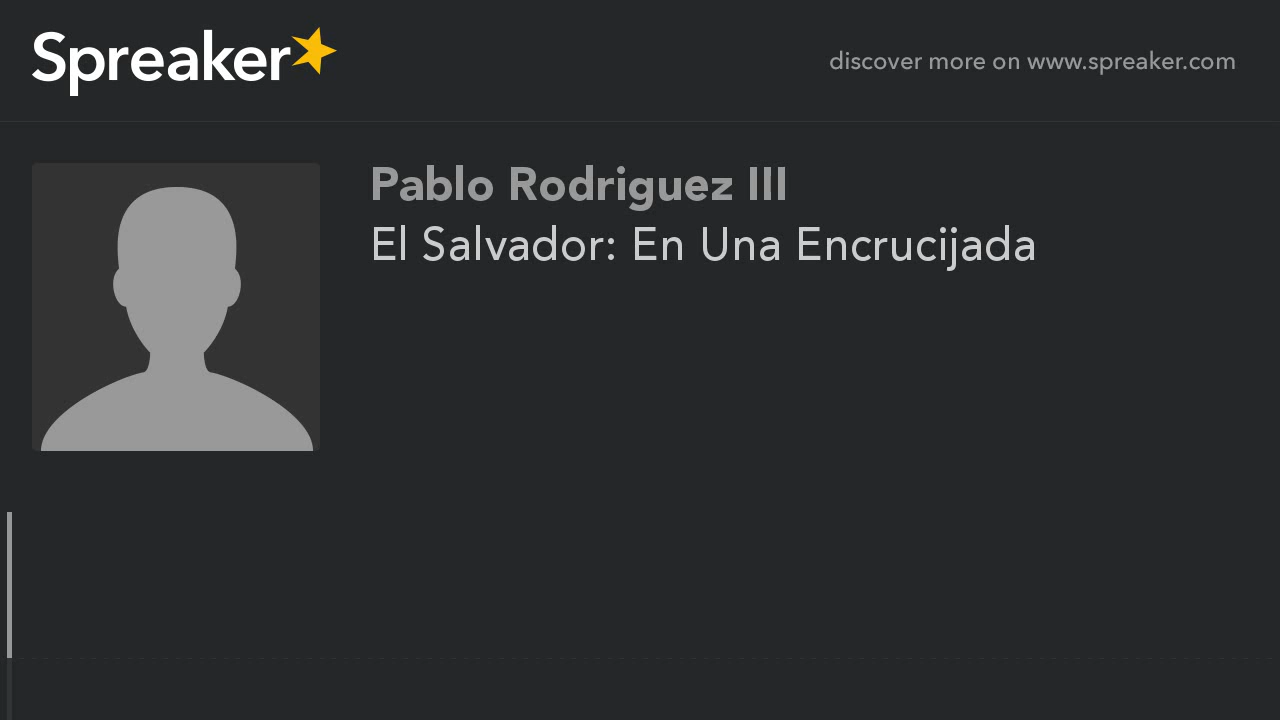 Spreaker
discover more on www.spreaker.com
Pablo Rodriguez III
El Salvador: En Una Encrucijada